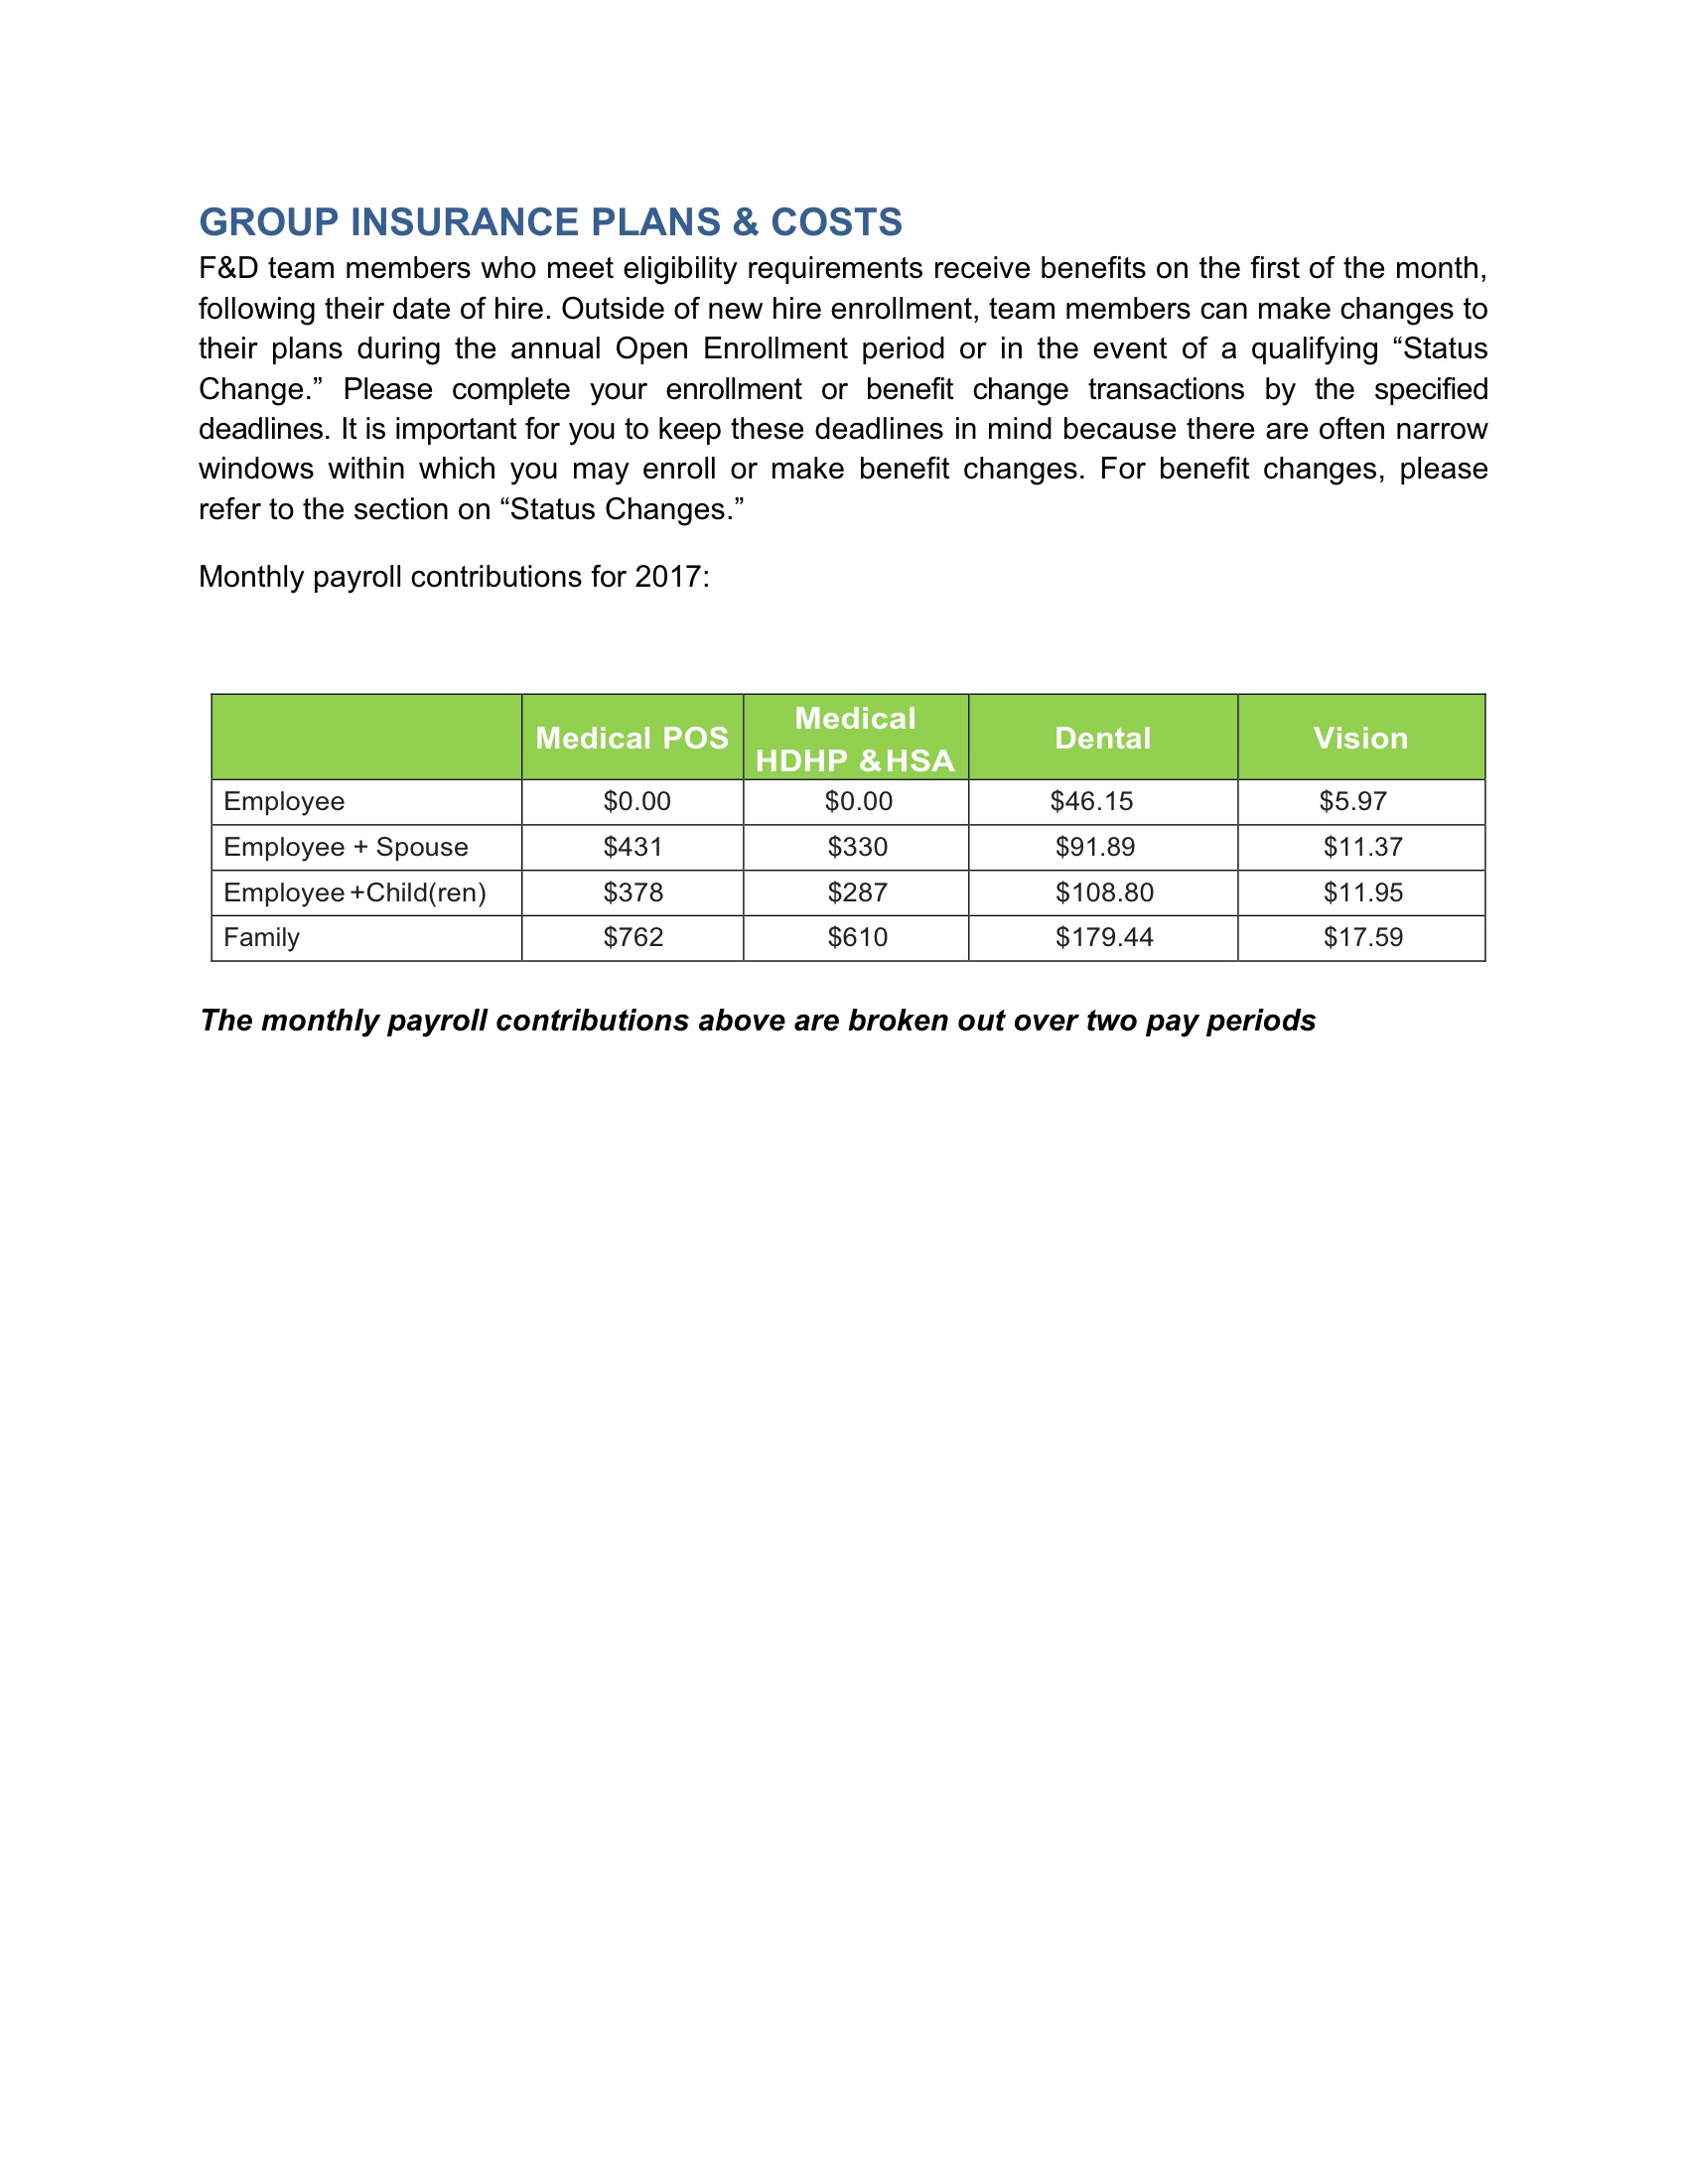 GROUP INSURANCE PLANS & COSTS
F&D team members who meet eligibility requirements receive benefits on the first of the month,
following their date of hire. Outside of new hire enrollment, team members can make changes to
their plans during the annual Open Enrollment period or in the event of a qualifying “Status
Change.” Please complete your enrollment or benefit change transactions by the specified
deadlines. It is important for you to keep these deadlines in mind because there are often narrow
windows within which you may enroll or make benefit changes. For benefit changes, please
refer to the section on “Status Changes.”
Monthly payroll contributions for 2017:
Medical POS Medical HDHP & HSA Dental Vision
Employee $0.00 $0.00 $46.15 $5.97
Employee + Spouse $431 $330 $91.89 $11.37
Employee +Child(ren) $378 $287 $108.80 $11.95
Family $762 $610 $179.44 $17.59
The monthly payroll contributions above are broken out over two pay periods